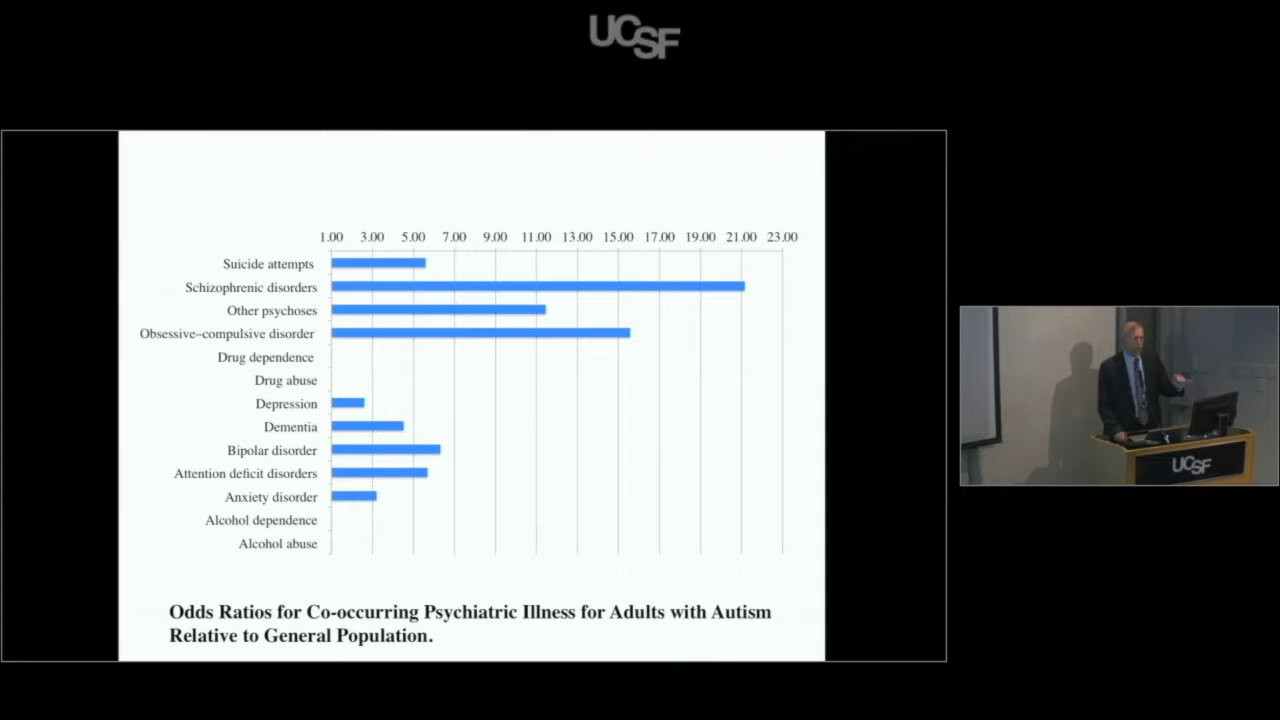 UCSF
1.00 3.00 5.00 7.00 9.00 11.00 13.00 15.00 17.00 19.00 21.00 23.00
Suicide attempts
Schizophrenic disorders
Other psychoses
Obsessive–compulsive disorder
Drug dependence
Drug abuse
Depression
Dementia
Bipolar disorder
Attention deficit disorders
Anxiety disorder
Alcohol dependence
Alcohol abuse
Odds Ratios for Co-occurring Psychiatric Illness for Adults with Autism
Relative to General Population.
UCSF